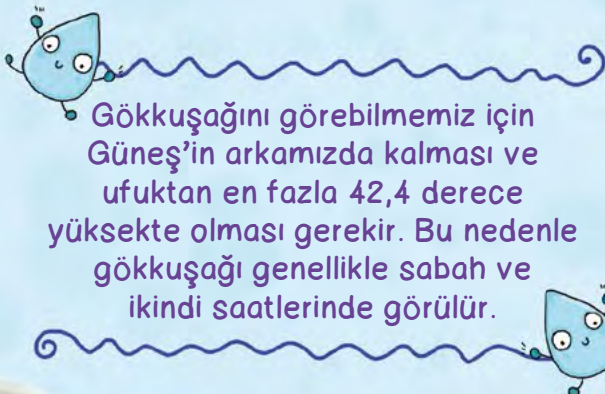 Gökkuşağını görebilmemiz için
Güneş'in arkamızda kalması ve
ufuktan en fazla 42,4 derece
yüksekte olması gerekir. Bu nedenle
gökkuşağı genellikle sabah ve
ikindi saatlerinde görülür.